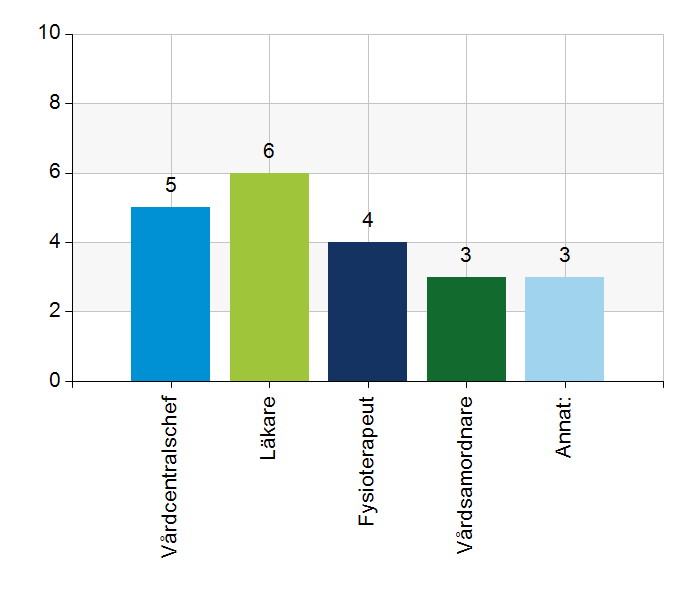 10
8
6
4
2
0
5
6
4
3
3
Vårdcentralschef
Läkare
Fysioterapeut
Vårdsamordnare
Annat: